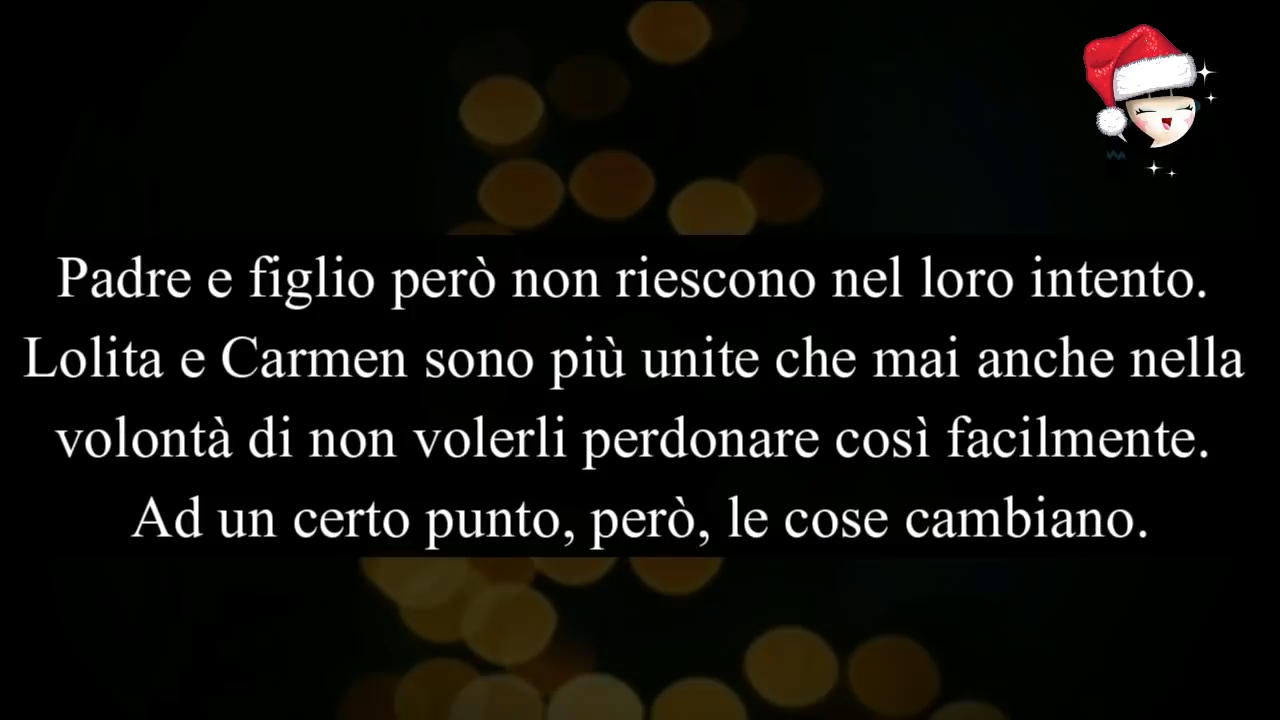 Padre e figlio però non riescono nel loro intento.
Lolita e Carmen sono più unite che mai anche nella
volontà di non volerli perdonare così facilmente.
Ad un certo punto, però, le cose cambiano.